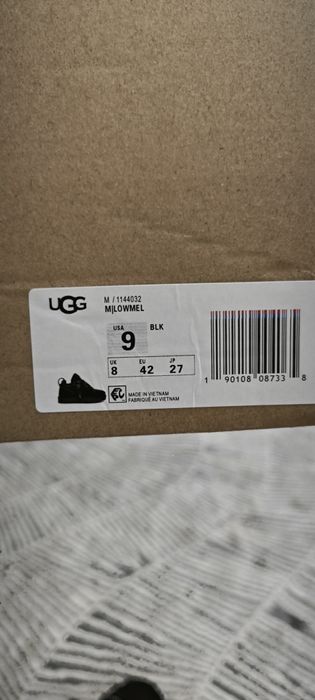 UGG
M / 1144032
M|LOWMEL
USA BLK
9
UK EU JP
8 42 27
MADE IN VIETNAM
FABRIQUÉ AU VIETNAM
1 90108 08733 8